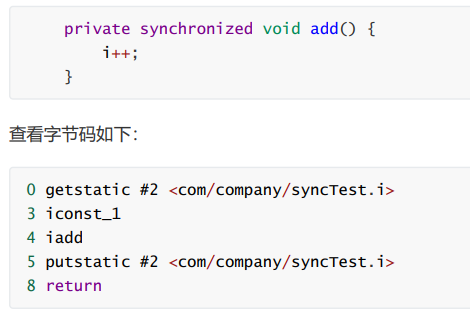 private synchronized void add() {
i++;
}
查看字节码如下：
0 getstatic #2 <com/company/syncTest.i>
3 iconst_1
4 iadd
5 putstatic #2 <com/company/syncTest.i>
8 return